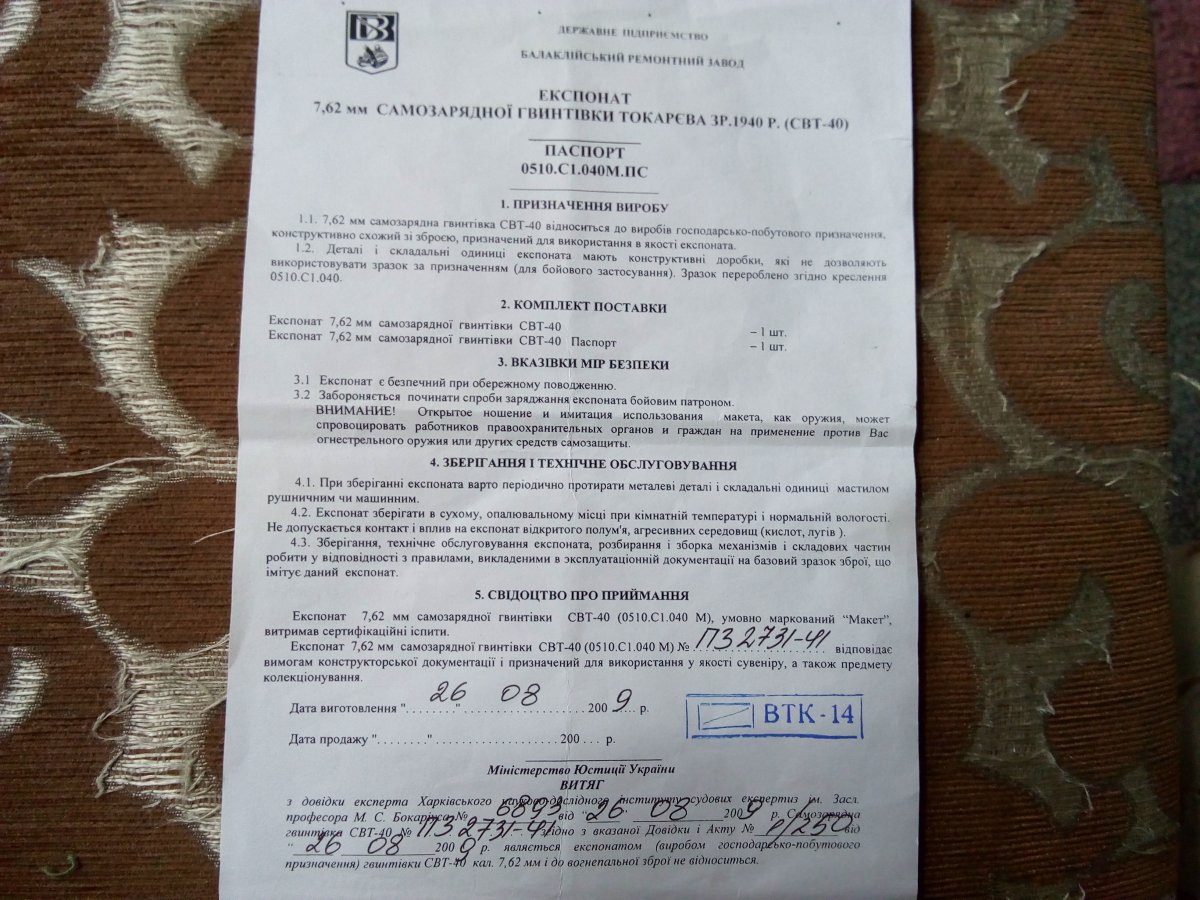 ДЕРЖАВНЕ ПІДПРИЄМСТВО
БАЛАКЛІЙСЬКИЙ РЕМОНТНИЙ ЗАВОД
ЕКСПОНАТ
7,62 мм САМОЗАРЯДНОЇ ГВИНТІВКИ ТОКАРЄВА ЗР.1940 Р. (СВТ-40)
ПАСПОРТ
0510.С1.040М.ПС
1. ПРИЗНАЧЕННЯ ВИРОБУ
1.1. 7,62 мм самозарядна гвинтівка СВТ-40 відноситься до виробів господарсько-побутового призначення,
конструктивно схожий зі зброєю, призначений для використання в якості експоната.
1.2. Деталі і складальні одиниці експоната мають конструктивні доробки, які не дозволяють
використовувати зразок за призначенням (для бойового застосування). Зразок перероблено згідно креслення
0510.С1.040.
2. КОМПЛЕКТ ПОСТАВКИ
Експонат 7,62 мм самозарядної гвинтівки СВТ-40 – 1 шт.
Експонат 7,62 мм самозарядної гвинтівки СВТ-40 Паспорт – 1 шт.
3. ВКАЗІВКИ МІР БЕЗПЕКИ
3.1 Експонат є безпечний при обережному поводженню.
3.2 Забороняється починати спроби заряджання експоната бойовим патроном.
ВНИМАНИЕ! Открытое ношение и имитация использования макета, как оружия, может
спровоцировать работников правоохранительных органов и граждан на применение против Вас
огнестрельного оружия или других средств самозащиты.
4. ЗБЕРІГАННЯ І ТЕХНІЧНЕ ОБСЛУГОВУВАННЯ
4.1. При зберіганні експоната варто періодично протирати металеві деталі і складальні одиниці мастилом
рушничним чи машинним.
4.2. Експонат зберігати в сухому, опалювальному місці при кімнатній температурі і нормальній вологості.
Не допускається контакт і вплив на експонат відкритого полум'я, агресивних середовищ (кислот, лугів ).
4.3. Зберігання, технічне обслуговування експоната, розбирання і зборка механізмів і складових частин
робити у відповідності з правилами, викладеними в эксплуатаціонній документації на базовий зразок зброї, що
імітує даний експонат.
5. СВІДОЦТВО ПРО ПРИЙМАННЯ
Експонат 7,62 мм самозарядної гвинтівки СВТ-40 (0510.С1.040 М), умовно маркований “Макет”,
витримав сертифікаційні іспити.
Експонат 7,62 мм самозарядної гвинтівки СВТ-40 (0510.С1.040 М) № ПЗ 2731-41 відповідає
вимогам конструкторської документації і призначений для використання у якості сувеніру, а також предмету
колекціонування.
Дата виготовлення "26" 08 2009 р.
ВТК - 14
Дата продажу "........" .................... 200 .... р.
Міністерство Юстиції України
ВИТЯГ
з довідки експерта Харківського науково-дослідного інституту судових експертиз ім. Засл.
професора М. С. Бокаріуса № 6893 від "26" 08 2009 р. Самозарядна
гвинтівка СВТ-40 № ПЗ 2731-41 Згідно з вказаної Довідки і Акту № від
"26 08 2009 р. являється експонатом (виробом господарсько-побутового
призначення) гвинтівки СВТ-40 кал. 7,62 мм і до вогнепальної зброї не відноситься.